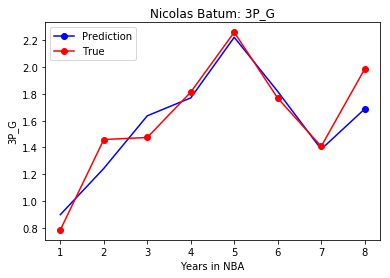 Nicolas Batum: 3P_G
Prediction
True
3P_G
2.2
2.0
1.8
1.6
1.4
1.2
1.0
0.8
1 2 3 4 5 6 7 8
Years in NBA